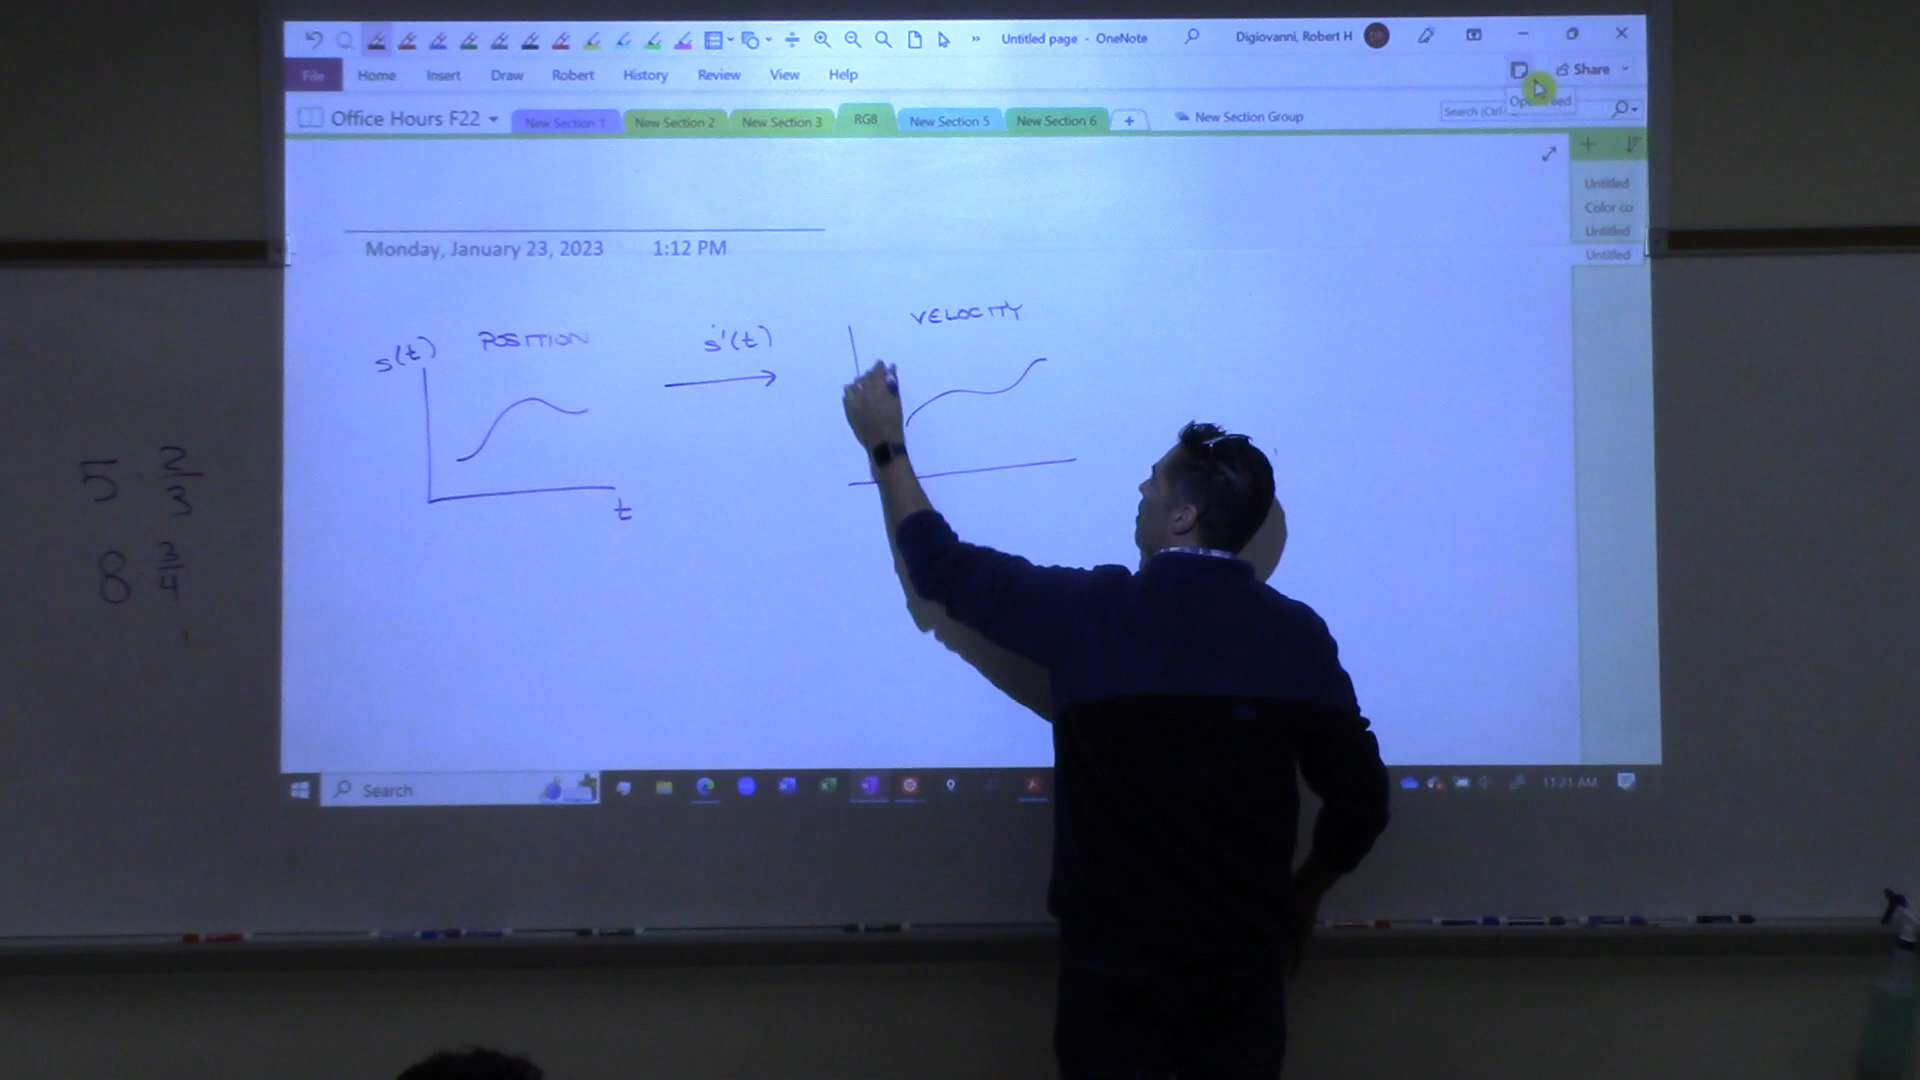 Untitled page - OneNote
Digiovanni, Robert H
File Home Insert Draw Robert History Review View Help
Share
Office Hours F22 New Section 1 New Section 2 New Section 3 RGB New Section 5 New Section 6 + New Section Group
Search (Ctrl
Untitled
Color co
Untitled
Untitled
Monday, January 23, 2023 1:12 PM
s(t) POSITION
s'(t)
VELOCITY
t
5 2/3
8 3/4
Search
11:21 AM